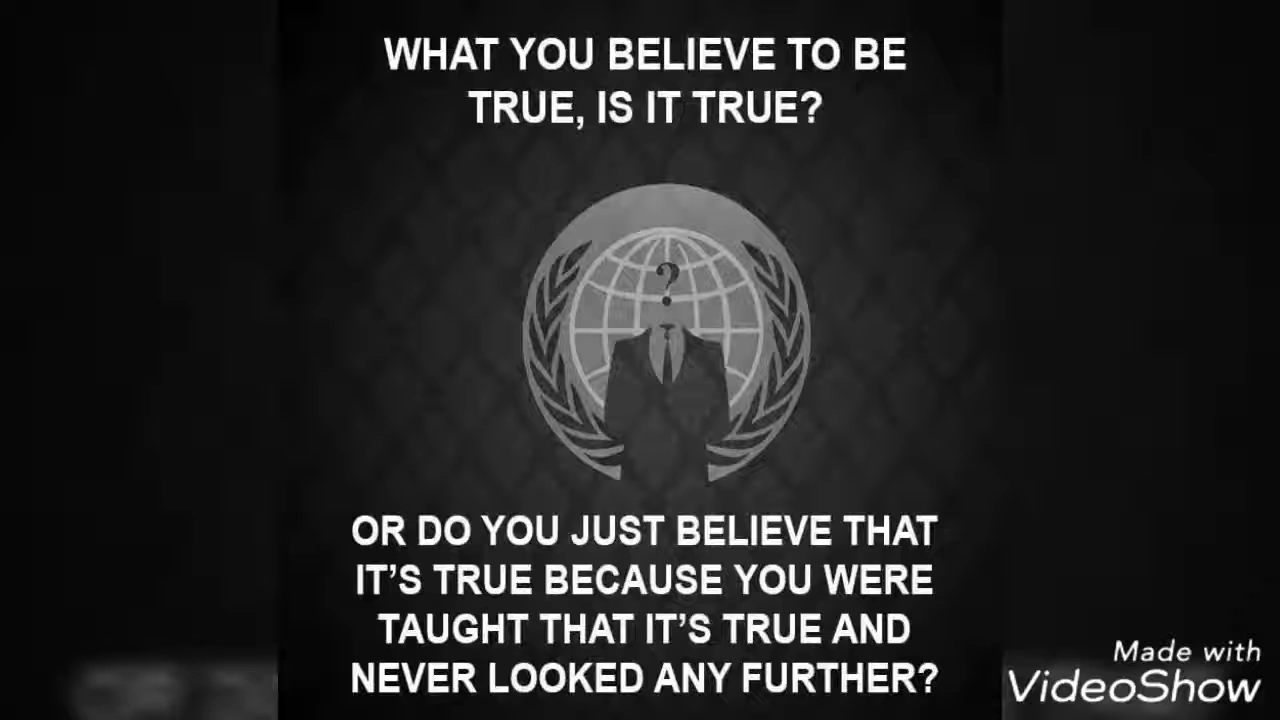 WHAT YOU BELIEVE TO BE
TRUE, IS IT TRUE?
?
OR DO YOU JUST BELIEVE THAT
IT'S TRUE BECAUSE YOU WERE
TAUGHT THAT IT'S TRUE AND
NEVER LOOKED ANY FURTHER?
Made with
VideoShow